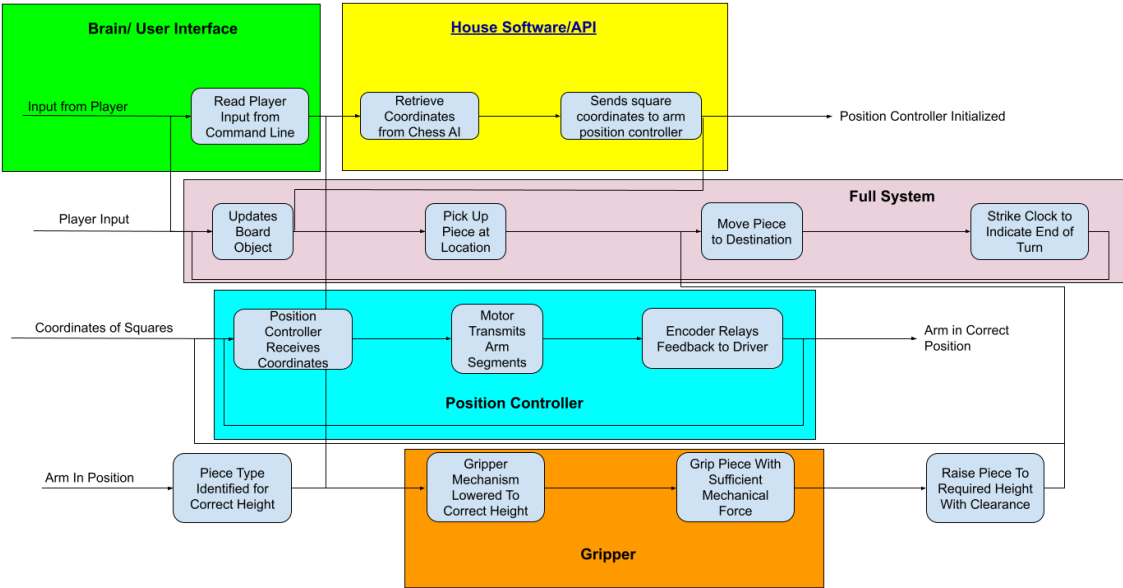 Brain/ User Interface
House Software/API
Input from Player
Read Player
Input from
Command Line
Retrieve
Coordinates
from Chess AI
Sends square
coordinates to arm
position controller
Position Controller Initialized
Full System
Player Input
Updates
Board
Object
Pick Up
Piece at
Location
Move Piece
to Destination
Strike Clock to
Indicate End of
Turn
Coordinates of Squares
Position
Controller
Receives
Coordinates
Motor
Transmits
Arm
Segments
Encoder Relays
Feedback to Driver
Arm in Correct
Position
Position Controller
Arm In Position
Piece Type
Identified for
Correct Height
Gripper
Mechanism
Lowered To
Correct Height
Grip Piece With
Sufficient
Mechanical
Force
Raise Piece To
Required Height
With Clearance
Gripper